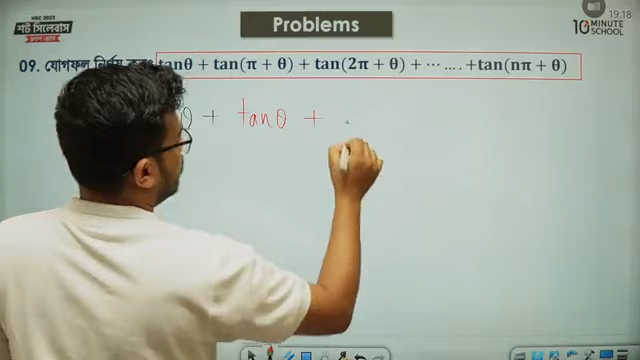 HSC 2023
শর্ট সিলেবাস
Problems
19:18
10 MINUTE SCHOOL
09. যোগফল নির্ণয় tanθ + tan(π + θ) + tan(2π + θ) + ⋯ …. +tan(nπ + θ)
θ + tanθ +